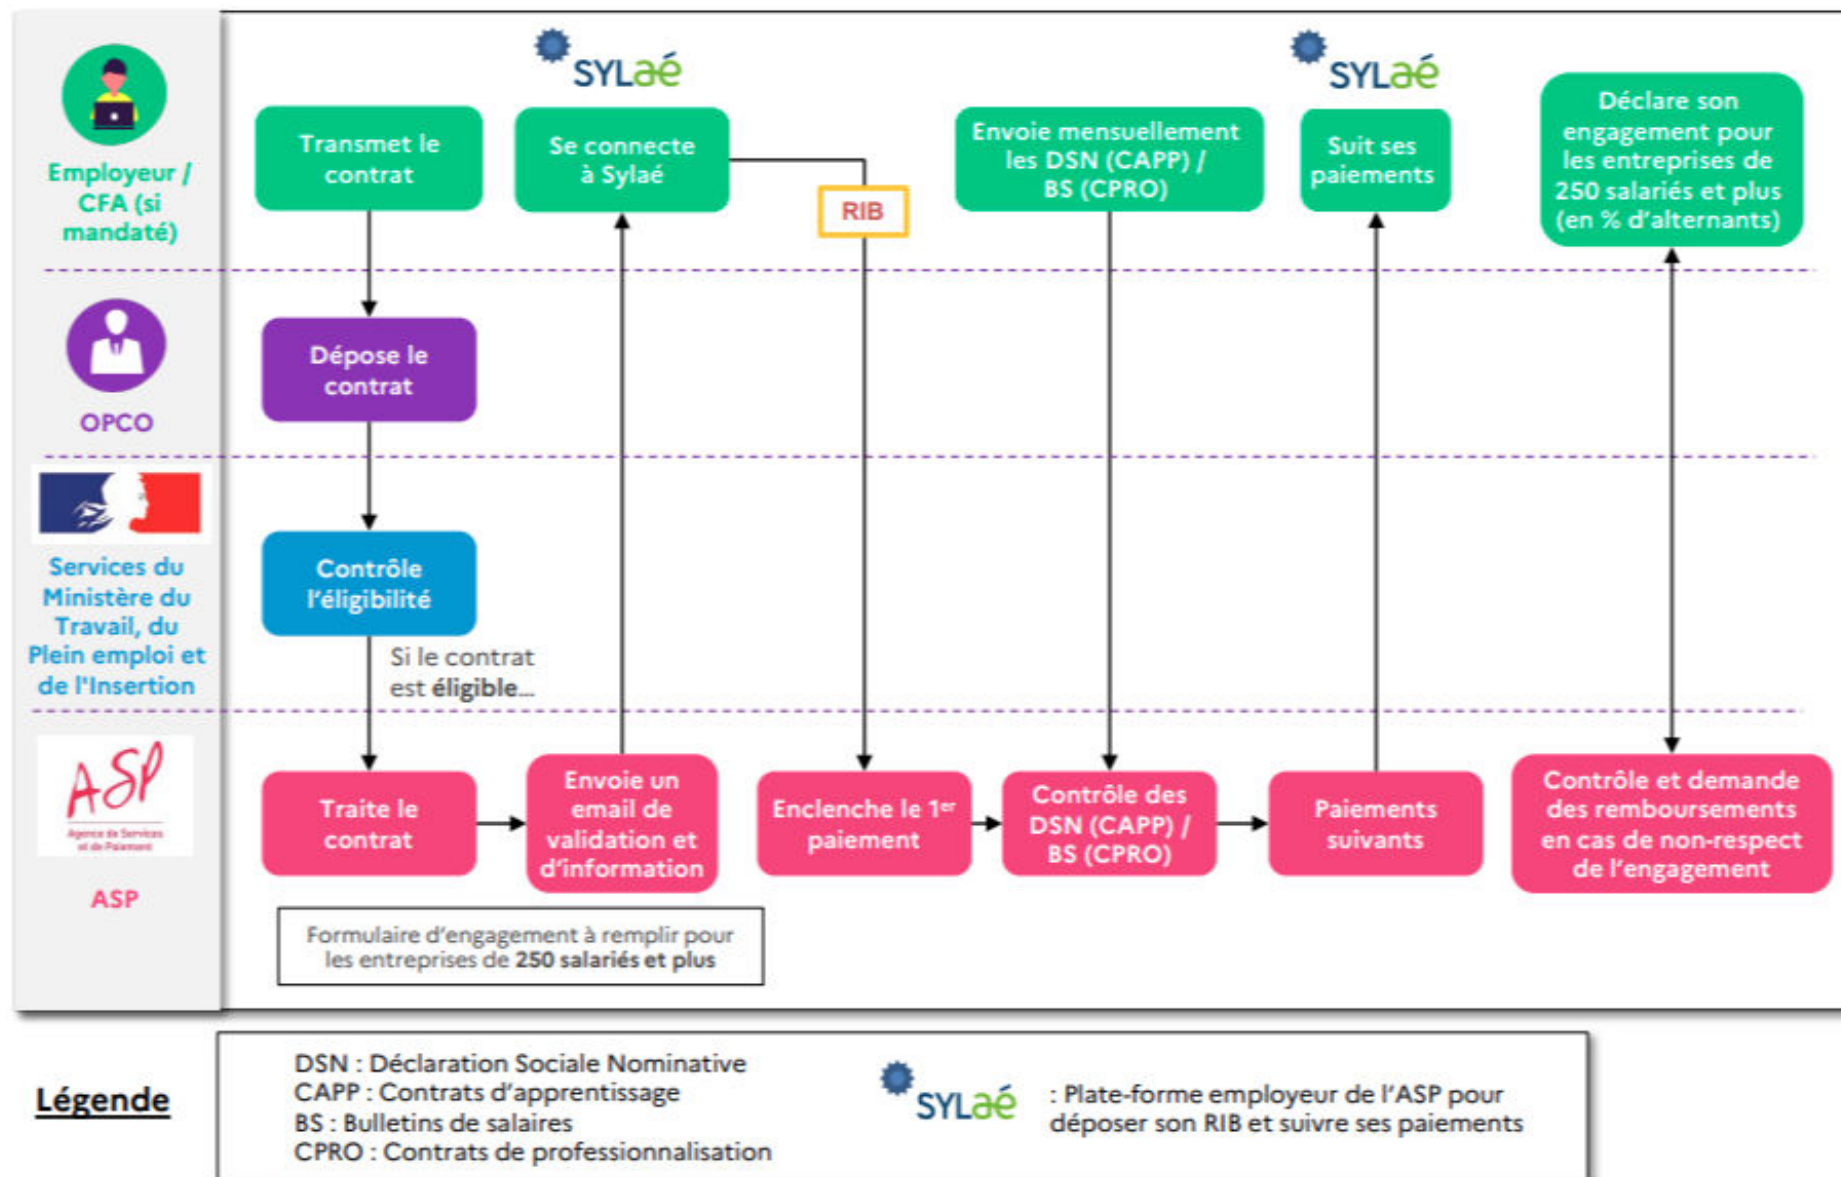 SYLaé
SYLaé
Employeur /
CFA (si
mandaté)
Transmet le
contrat
Se connecte
à Sylaé
RIB
Envoie mensuellement
les DSN (CAPP) /
BS (CPRO)
Suit ses
paiements
Déclare son
engagement pour
les entreprises de
250 salariés et plus
(en % d'alternants)
OPCO
Dépose le
contrat
Services du
Ministère du
Travail, du
Plein emploi et
de l'Insertion
Contrôle
l'éligibilité
Si le contrat
est éligible...
ASP
Agence de Services
et de Paiement
ASP
Traite le
contrat
Envoie un
email de
validation et
d'information
Enclenche le 1er
paiement
Contrôle des
DSN (CAPP) /
BS (CPRO)
Paiements
suivants
Contrôle et demande
des remboursements
en cas de non-respect
de l'engagement
Formulaire d'engagement à remplir pour
les entreprises de 250 salariés et plus
Légende
DSN : Déclaration Sociale Nominative
CAPP : Contrats d'apprentissage
BS : Bulletins de salaires
CPRO : Contrats de professionnalisation
SYLaé
: Plate-forme employeur de l'ASP pour
déposer son RIB et suivre ses paiements